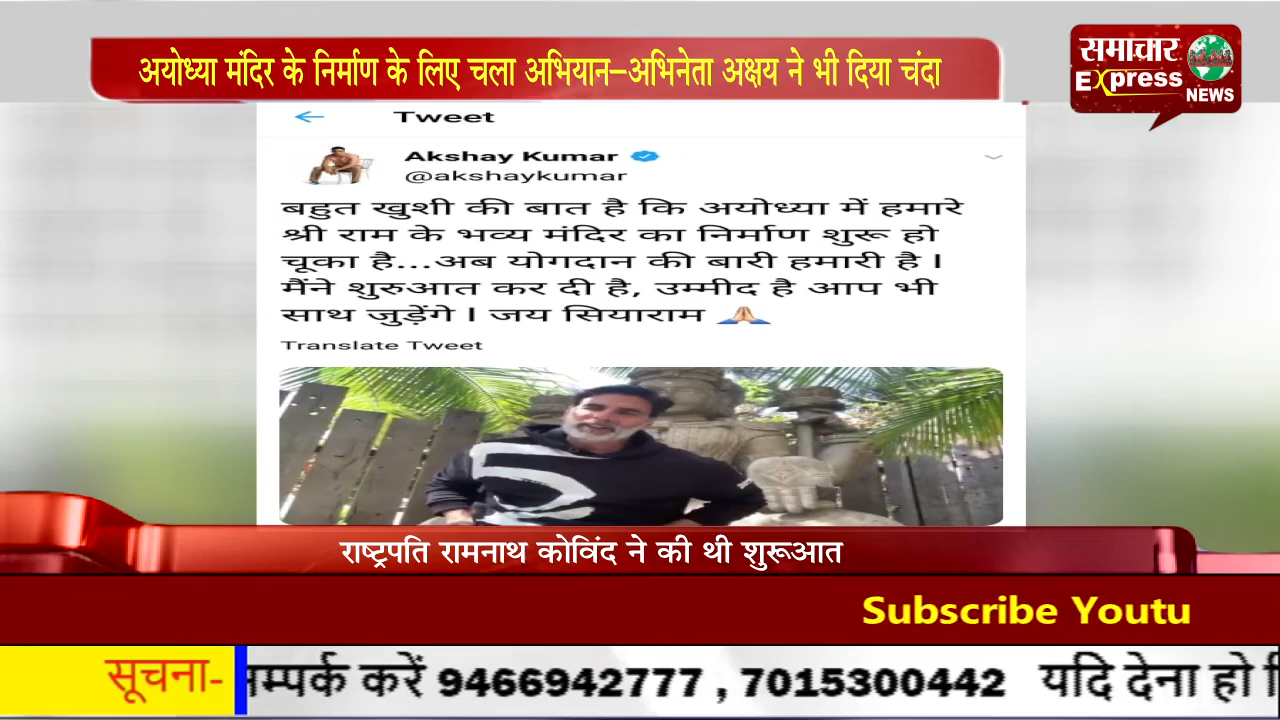 अयोध्या मंदिर के निर्माण के लिए चला अभियान–अभिनेता अक्षय ने भी दिया चंदा
समाचार
Express
NEWS
Tweet
Akshay Kumar
@akshaykumar
बहुत खुशी की बात है कि अयोध्या में हमारे
श्री राम के भव्य मंदिर का निर्माण शुरू हो
चूका है...अब योगदान की बारी हमारी है l
मैंने शुरुआत कर दी है, उम्मीद है आप भी
साथ जुड़ेंगे l जय सियाराम 🙏
Translate Tweet
राष्ट्रपति रामनाथ कोविंद ने की थी शुरूआत
Subscribe Youtu
सूचना- सम्पर्क करें 9466942777 , 7015300442 यदि देना हो